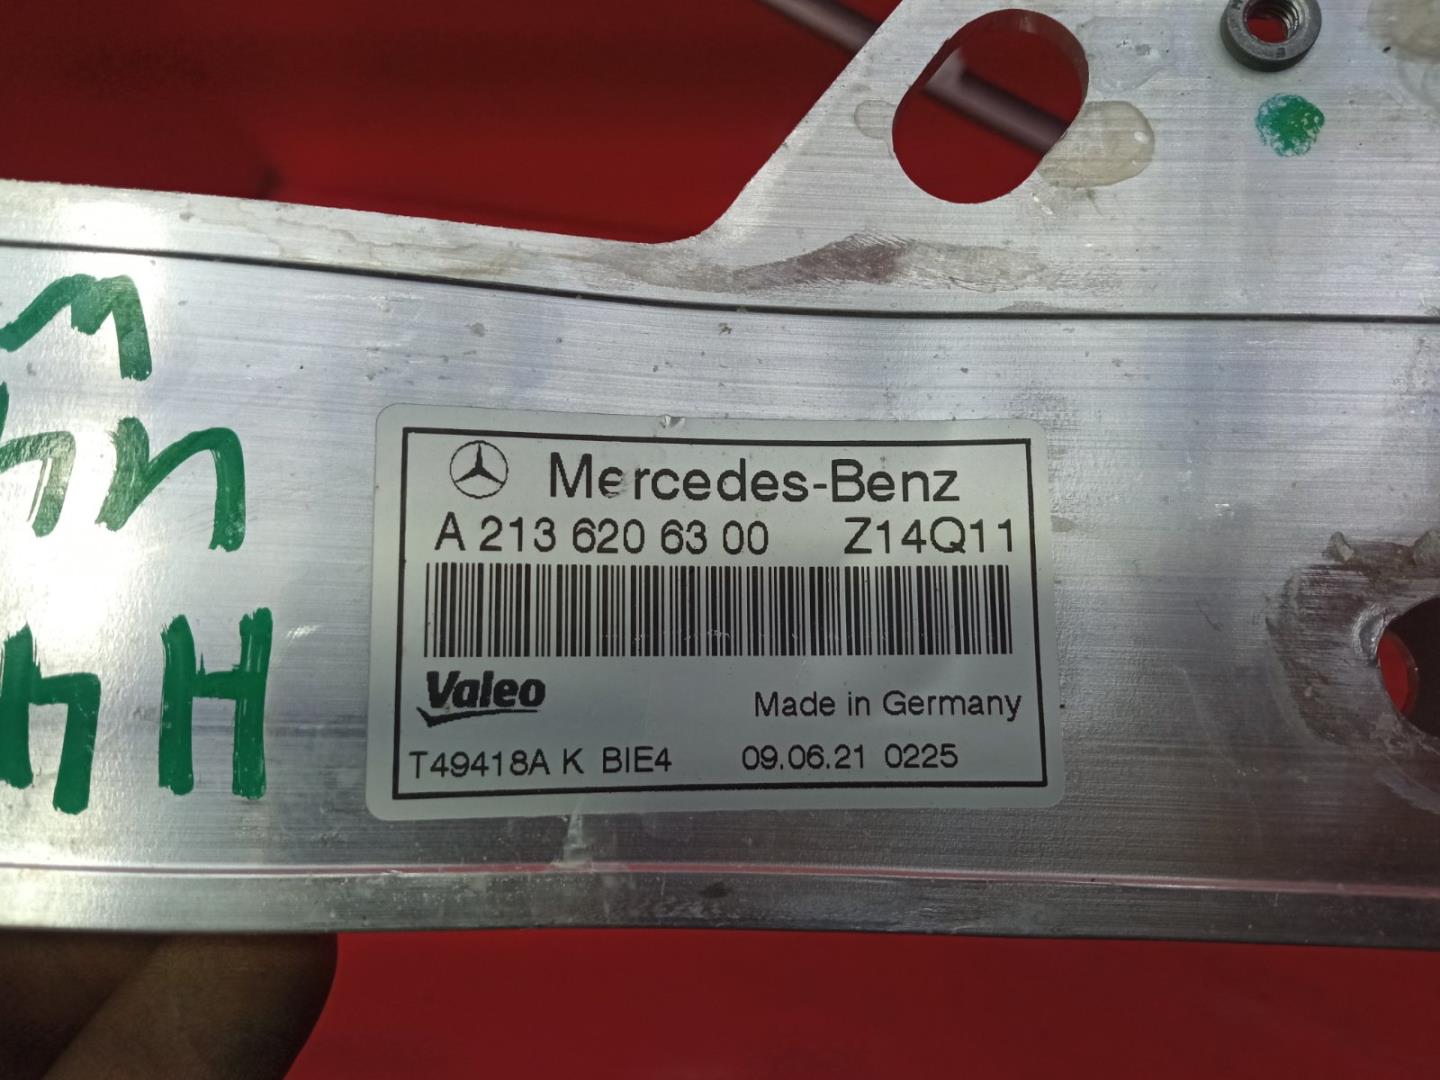 Mercedes-Benz
A 213 620 63 00 Z14Q11
Valeo
Made in Germany
T49418A K BIE4 09.06.21 0225